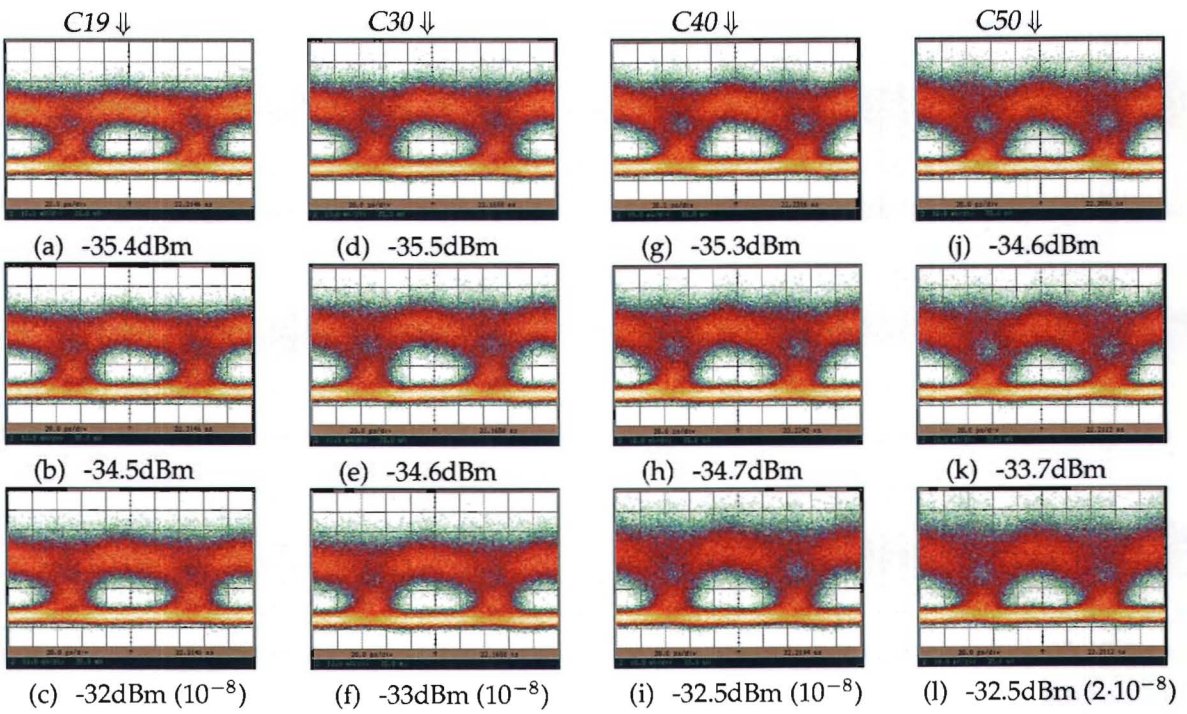 C19 ⇓ C30 ⇓ C40 ⇓ C50 ⇓
(a) -35.4dBm (d) -35.5dBm (g) -35.3dBm (j) -34.6dBm
(b) -34.5dBm (e) -34.6dBm (h) -34.7dBm (k) -33.7dBm
(c) -32dBm (10⁻⁸) (f) -33dBm (10⁻⁸) (i) -32.5dBm (10⁻⁸) (l) -32.5dBm (2·10⁻⁸)